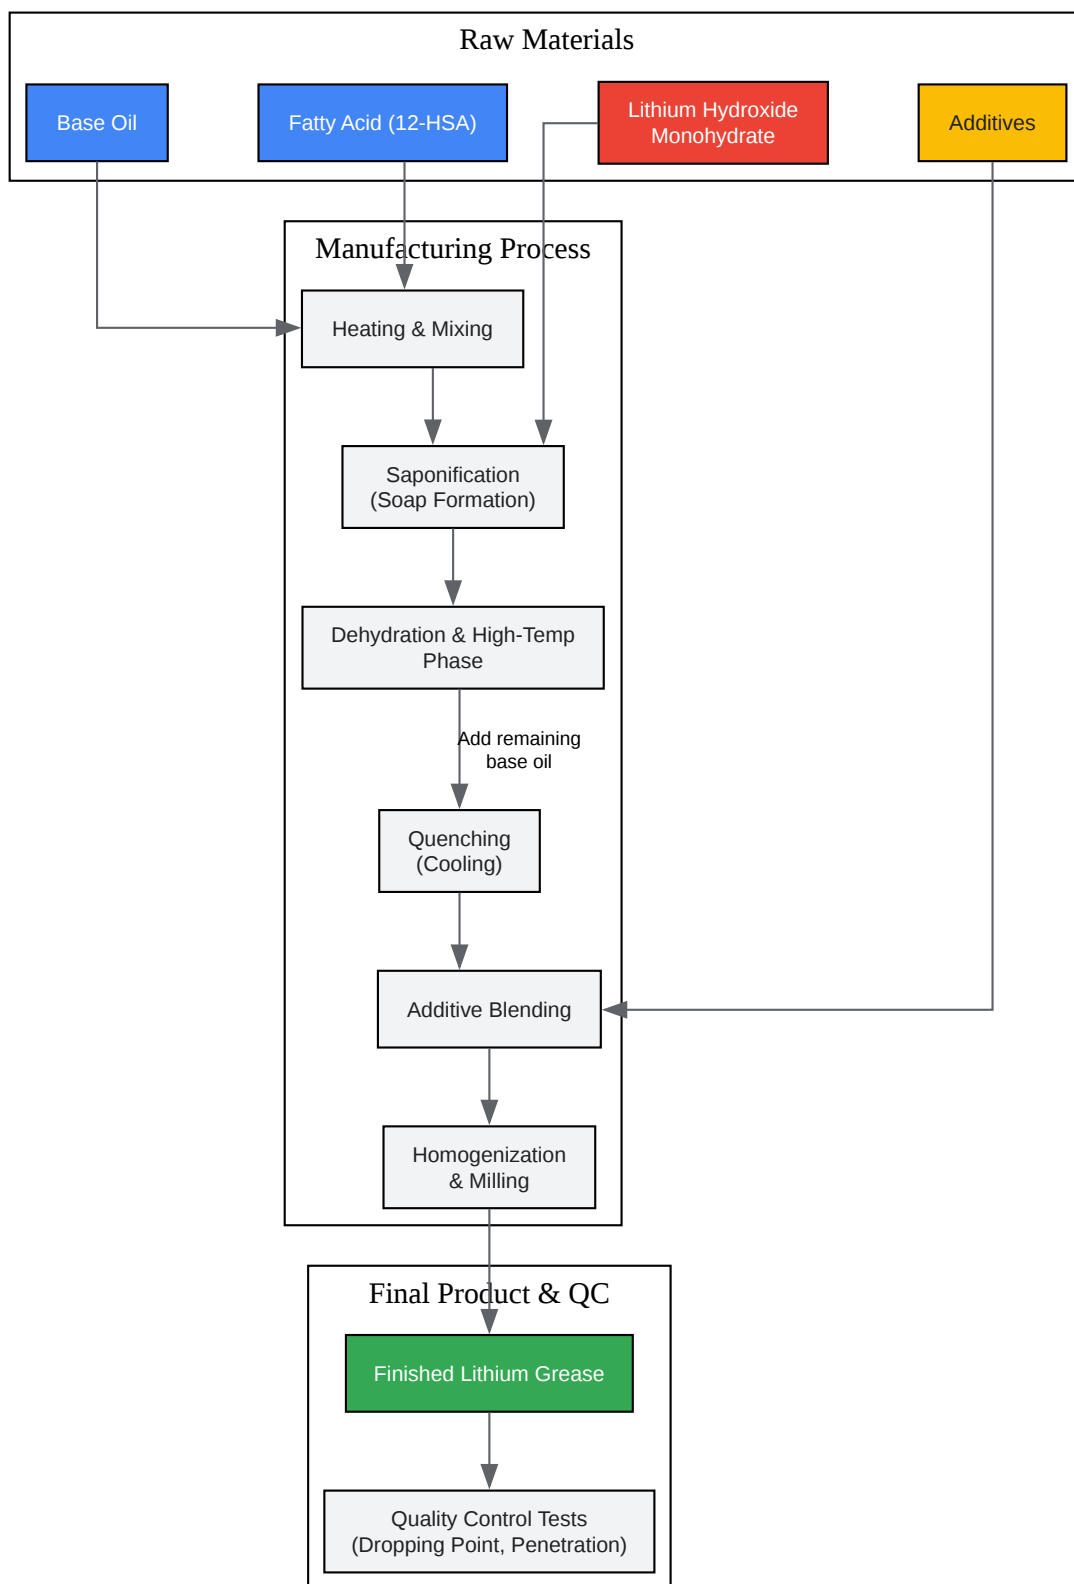 Raw Materials
Base Oil
Fatty Acid (12-HSA)
Lithium Hydroxide
Monohydrate
Additives
Manufacturing Process
Heating & Mixing
Saponification
(Soap Formation)
Dehydration & High-Temp
Phase
Add remaining
base oil
Quenching
(Cooling)
Additive Blending
Homogenization
& Milling
Final Product & QC
Finished Lithium Grease
Quality Control Tests
(Dropping Point, Penetration)